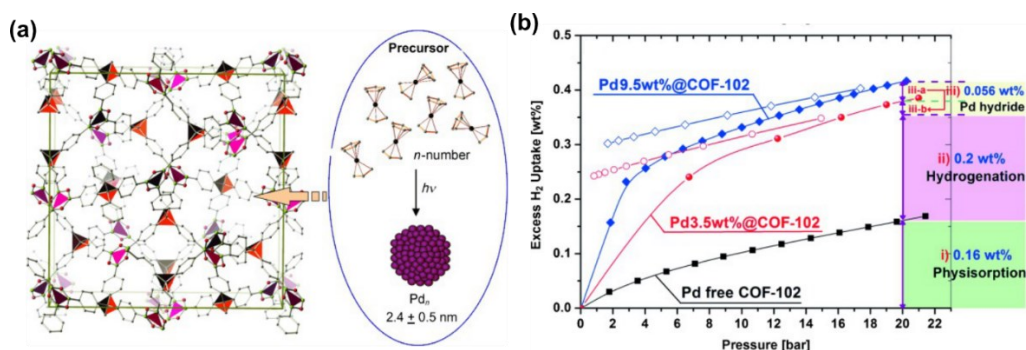 (a)
Precursor
n-number
hν
Pdₙ
2.4 ± 0.5 nm
(b)
Excess H₂ Uptake [wt%]
0.5
0.4
0.3
0.2
0.1
0.0
Pd9.5wt%@COF-102
Pd3.5wt%@COF-102
Pd free COF-102
iii-a
iii-b
iii) 0.056 wt%
Pd hydride
ii) 0.2 wt%
Hydrogenation
i) 0.16 wt%
Physisorption
0 2 4 6 8 10 12 14 16 18 20 22
Pressure [bar]